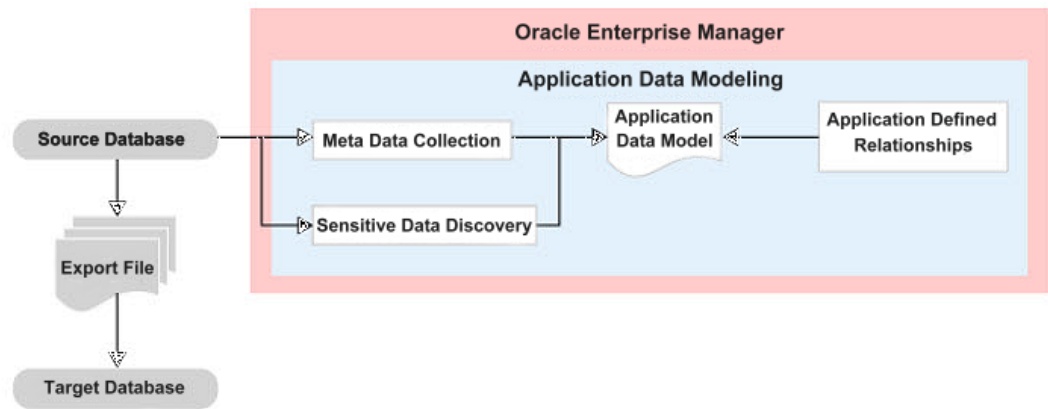 Oracle Enterprise Manager
Application Data Modeling
Source Database
Meta Data Collection
Application
Data Model
Application Defined
Relationships
Sensitive Data Discovery
Export File
Target Database